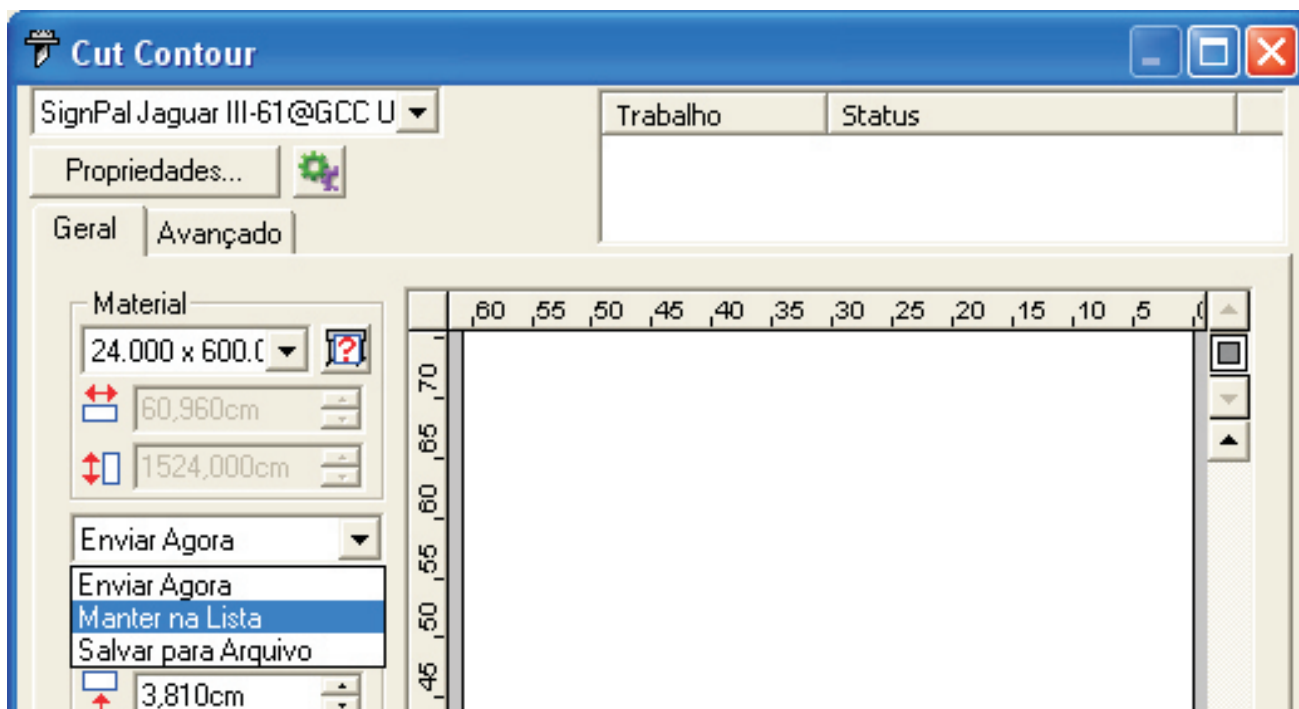 Cut Contour
SignPal Jaguar III-61@GCC U
Trabalho Status
Propriedades...
Geral Avançado
Material
,60 ,55 ,50 ,45 ,40 ,35 ,30 ,25 ,20 ,15 ,10 ,5
24.000 x 600.0
60,960cm
1524,000cm
Enviar Agora
Enviar Agora
Manter na Lista
Salvar para Arquivo
3,810cm
70
65
60
55
50
45